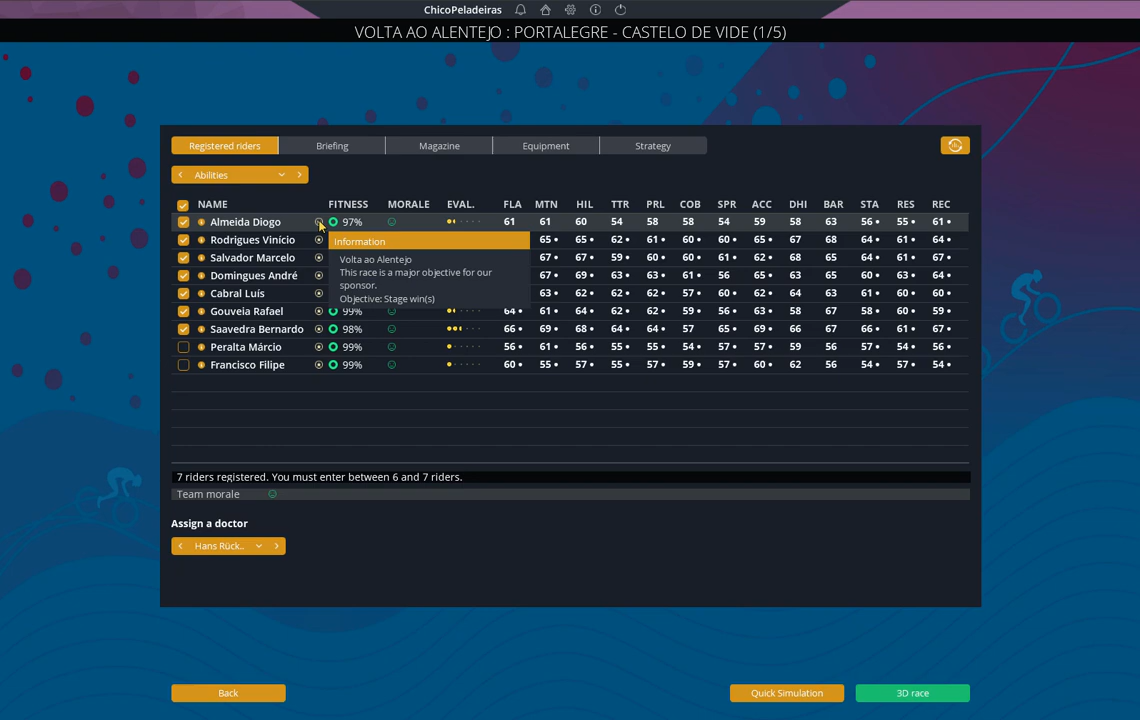 ChicoPeladeiras
VOLTA AO ALENTEJO : PORTALEGRE - CASTELO DE VIDE (1/5)
Registered riders Briefing Magazine Equipment Strategy
Abilities
NAME FITNESS MORALE EVAL. FLA MTN HIL TTR PRL COB SPR ACC DHI BAR STA RES REC
Almeida Diogo 97% 61 61 60 54 58 58 54 59 58 63 56 55 61
Rodrigues Vinício 65 65 62 61 60 60 65 67 68 64 61 64
Salvador Marcelo 67 67 59 60 60 61 62 68 65 64 61 67
Domingues André 67 69 63 63 61 56 65 63 65 60 63 64
Cabral Luís 63 62 62 62 57 60 62 64 63 61 60 60
Gouveia Rafael 99% 64 61 64 62 62 59 56 63 58 67 58 60 59
Saavedra Bernardo 98% 66 69 68 64 64 57 65 69 66 67 66 61 67
Peralta Márcio 99% 56 61 56 55 55 54 57 57 59 56 57 54 56
Francisco Filipe 99% 60 55 57 55 57 59 57 60 62 56 54 57 54
Information
Volta ao Alentejo
This race is a major objective for our
sponsor.
Objective: Stage win(s)
7 riders registered. You must enter between 6 and 7 riders.
Team morale
Assign a doctor
Hans Rück..
Back Quick Simulation 3D race